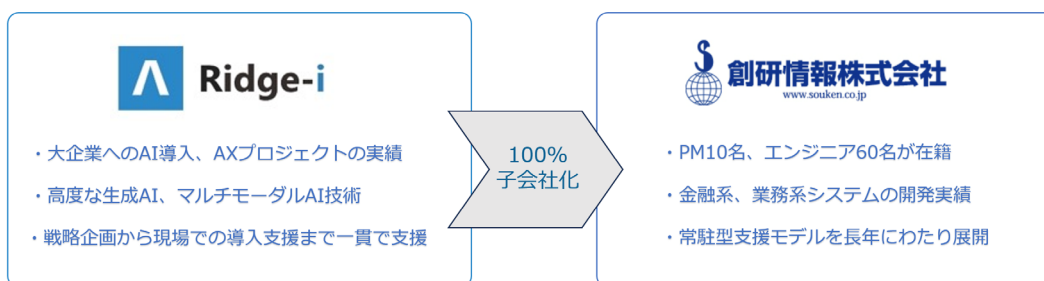 Ridge-i
・大企業へのAI導入、AXプロジェクトの実績
・高度な生成AI、マルチモーダルAI技術
・戦略企画から現場での導入支援まで一貫で支援
100%
子会社化
創研情報株式会社
www.souken.co.jp
・PM10名、エンジニア60名が在籍
・金融系、業務系システムの開発実績
・常駐型支援モデルを長年にわたり展開